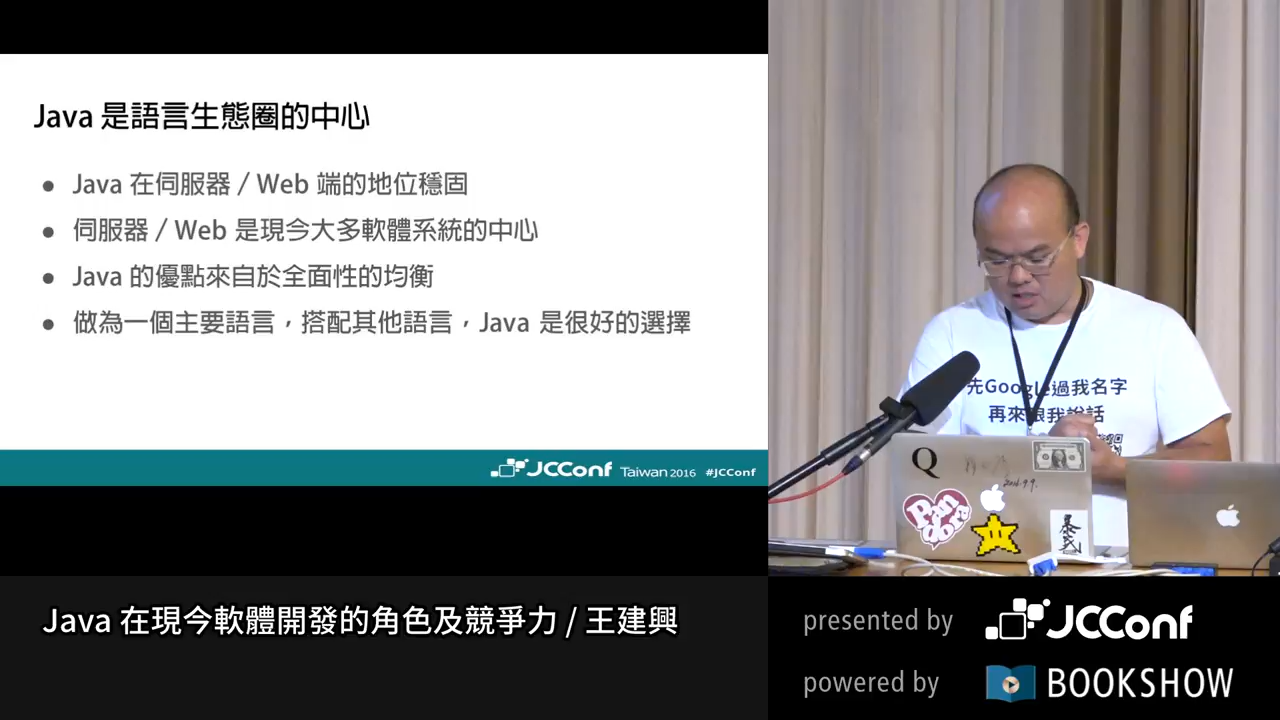 Java 是語言生態圈的中心
● Java 在伺服器 / Web 端的地位穩固
● 伺服器 / Web 是現今大多軟體系統的中心
● Java 的優點來自於全面性的均衡
● 做為一個主要語言，搭配其他語言，Java 是很好的選擇
JCConf Taiwan 2016 #JCConf
先Google過我名字
再來跟我說話
Q
2016.9.9.
Pandora
暴民
Java 在現今軟體開發的角色及競爭力 / 王建興
presented by JCConf
powered by BOOKSHOW